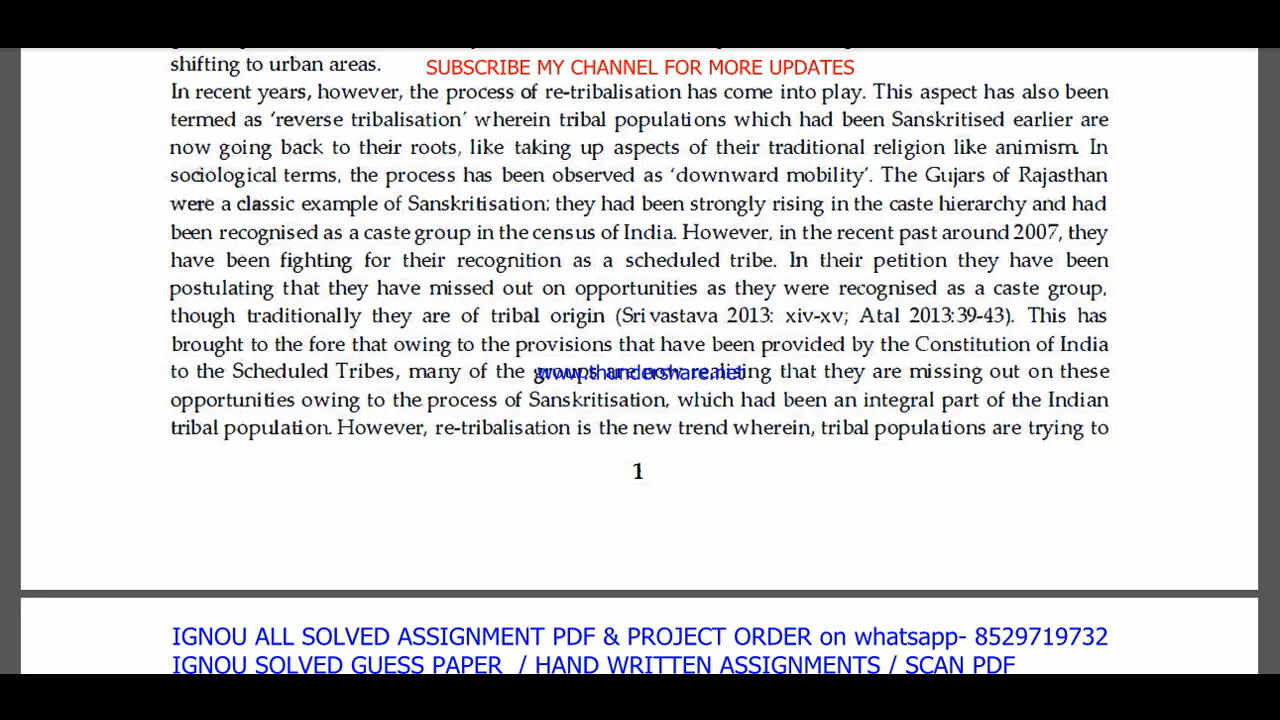 shifting to urban areas.
SUBSCRIBE MY CHANNEL FOR MORE UPDATES
In recent years, however, the process of re-tribalisation has come into play. This aspect has also been
termed as ‘reverse tribalisation’ wherein tribal populations which had been Sanskritised earlier are
now going back to their roots, like taking up aspects of their traditional religion like animism. In
sociological terms, the process has been observed as ‘downward mobility’. The Gujars of Rajasthan
were a classic example of Sanskritisation; they had been strongly rising in the caste hierarchy and had
been recognised as a caste group in the census of India. However, in the recent past around 2007, they
have been fighting for their recognition as a scheduled tribe. In their petition they have been
postulating that they have missed out on opportunities as they were recognised as a caste group,
though traditionally they are of tribal origin (Srivastava 2013: xiv-xv; Atal 2013:39-43). This has
brought to the fore that owing to the provisions that have been provided by the Constitution of India
to the Scheduled Tribes, many of the groups are now realising that they are missing out on these
www.thundershare.net
opportunities owing to the process of Sanskritisation, which had been an integral part of the Indian
tribal population. However, re-tribalisation is the new trend wherein, tribal populations are trying to
1
IGNOU ALL SOLVED ASSIGNMENT PDF & PROJECT ORDER on whatsapp- 8529719732
IGNOU SOLVED GUESS PAPER / HAND WRITTEN ASSIGNMENTS / SCAN PDF